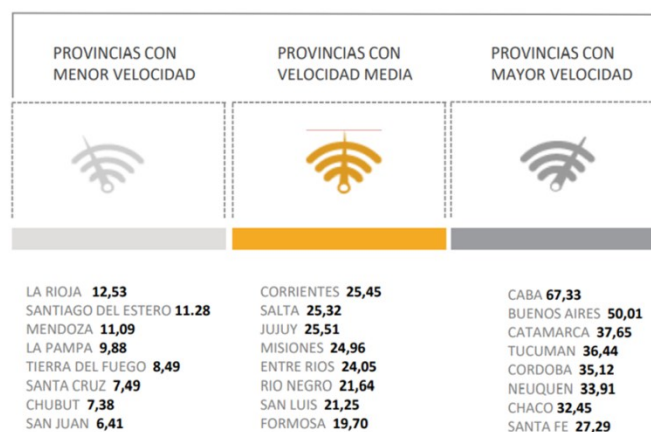 PROVINCIAS CON
MENOR VELOCIDAD
LA RIOJA 12,53
SANTIAGO DEL ESTERO 11.28
MENDOZA 11,09
LA PAMPA 9,88
TIERRA DEL FUEGO 8,49
SANTA CRUZ 7,49
CHUBUT 7,38
SAN JUAN 6,41
PROVINCIAS CON
VELOCIDAD MEDIA
CORRIENTES 25,45
SALTA 25,32
JUJUY 25,51
MISIONES 24,96
ENTRE RIOS 24,05
RIO NEGRO 21,64
SAN LUIS 21,25
FORMOSA 19,70
PROVINCIAS CON
MAYOR VELOCIDAD
CABA 67,33
BUENOS AIRES 50,01
CATAMARCA 37,65
TUCUMAN 36,44
CORDOBA 35,12
NEUQUEN 33,91
CHACO 32,45
SANTA FE 27,29